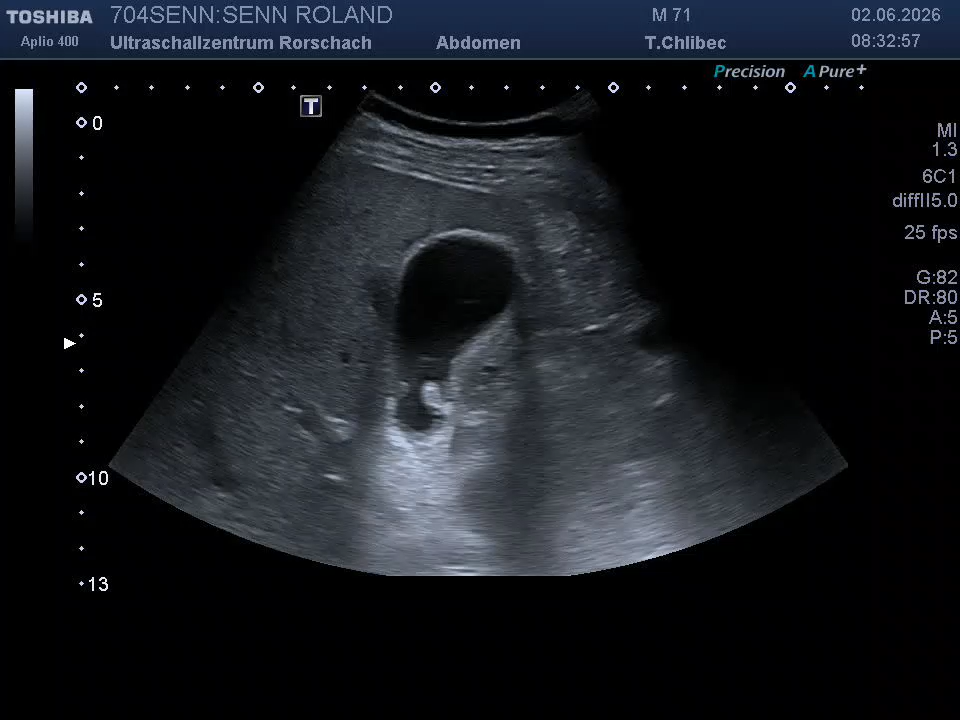 TOSHIBA 704SENN:SENN ROLAND M 71 02.06.2026
Aplio 400 Ultraschallzentrum Rorschach Abdomen T.Chlibec 08:32:57
Precision APure+
T
0
MI
1.3
6C1
diffII5.0
25 fps
G:82
5
DR:80
A:5
P:5
10
13